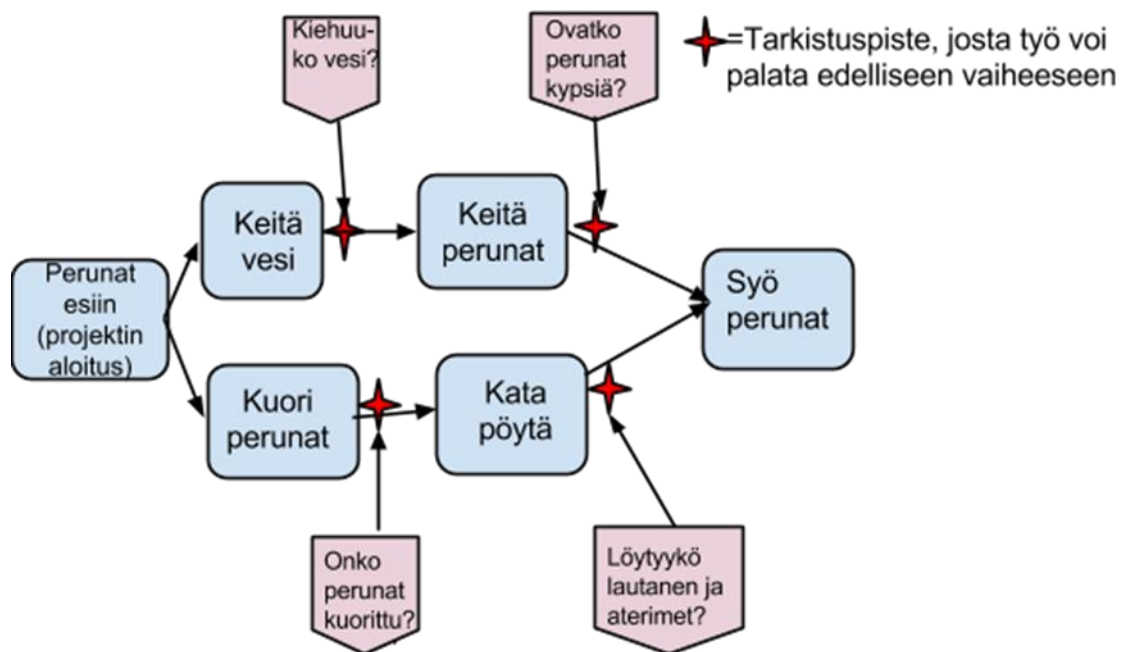 Kiehuu-
ko vesi?
Ovatko
perunat
kypsiä?
=Tarkistuspiste, josta työ voi
palata edelliseen vaiheeseen
Keitä
vesi
Keitä
perunat
Perunat
esiin
(projektin
aloitus)
Syö
perunat
Kuori
perunat
Kata
pöytä
Onko
perunat
kuorittu?
Löytyykö
lautanen ja
aterimet?